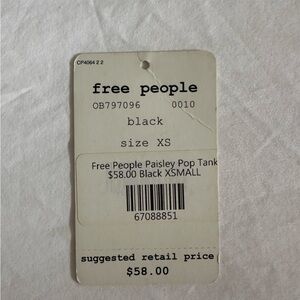 CP4064 2 2
free people
OB797096 0010
black
size XS
Free People Paisley Pop Tank
$58.00 Black XSMALL
67088851
suggested retail price
$58.00